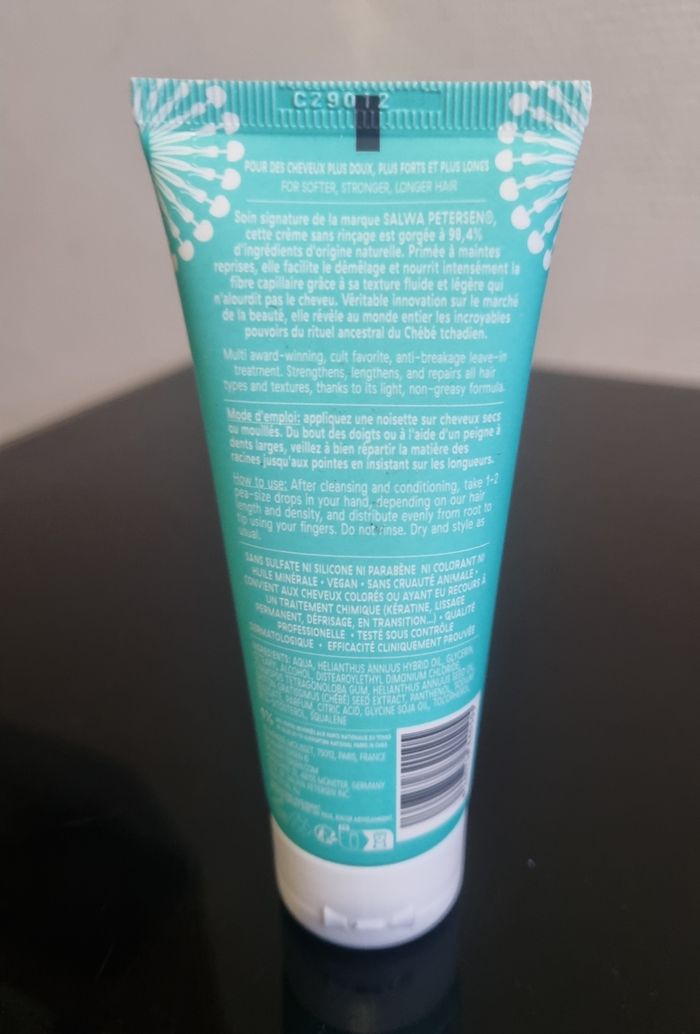 C29012
POUR DES CHEVEUX PLUS DOUX, PLUS FORTS ET PLUS LONGS
FOR SOFTER, STRONGER, LONGER HAIR
Soin signature de la marque SALWA PETERSEN®,
cette crème sans rinçage est gorgée à 98,4%
d'ingrédients d'origine naturelle. Primée à maintes
reprises, elle facilite le démêlage et nourrit intensément la
fibre capillaire grâce à sa texture fluide et légère qui
n'alourdit pas le cheveu. Véritable innovation sur le marché
de la beauté, elle révèle au monde entier les incroyables
pouvoirs du rituel ancestral du Chébé tchadien.
Multi award-winning, cult favorite, anti-breakage leave-in
treatment. Strengthens, lengthens, and repairs all hair
types and textures, thanks to its light, non-greasy formula.
Mode d'emploi: appliquez une noisette sur cheveux secs
ou mouillés. Du bout des doigts ou à l'aide d'un peigne à
dents larges, veillez à bien répartir la matière des
racines jusqu'aux pointes en insistant sur les longueurs.
How to use: After cleansing and conditioning, take 1-2
pea-size drops in your hand, depending on our hair
length and density, and distribute evenly from root to
tip using your fingers. Do not rinse. Dry and style as
usual.
SANS SULFATE NI SILICONE NI PARABÈNE NI COLORANT NI
HUILE MINÉRALE • VEGAN • SANS CRUAUTÉ ANIMALE •
CONVIENT AUX CHEVEUX COLORÉS OU AYANT EU RECOURS À
UN TRAITEMENT CHIMIQUE (KÉRATINE, LISSAGE
PERMANENT, DÉFRISAGE, EN TRANSITION...) • QUALITÉ
PROFESSIONELLE • TESTÉ SOUS CONTRÔLE
DERMATOLOGIQUE • EFFICACITÉ CLINIQUEMENT PROUVÉE
INGREDIENTS: AQUA, HELIANTHUS ANNUUS HYBRID OIL, GLYCERIN,
ALCOHOL, DISTEAROYLETHYL DIMONIUM CHLORIDE,
TETRAGONOLOBA GUM, HELIANTHUS ANNUUS SEED OIL,
GRATISSIMUS (CHÉBÉ) SEED EXTRACT, PANTHENOL,
PARFUM, CITRIC ACID, GLYCINE SOJA OIL, TOCOPHEROL,
SQUALENE
75013, PARIS, FRANCE
MÜNSTER, GERMANY
PETERSEN INC.